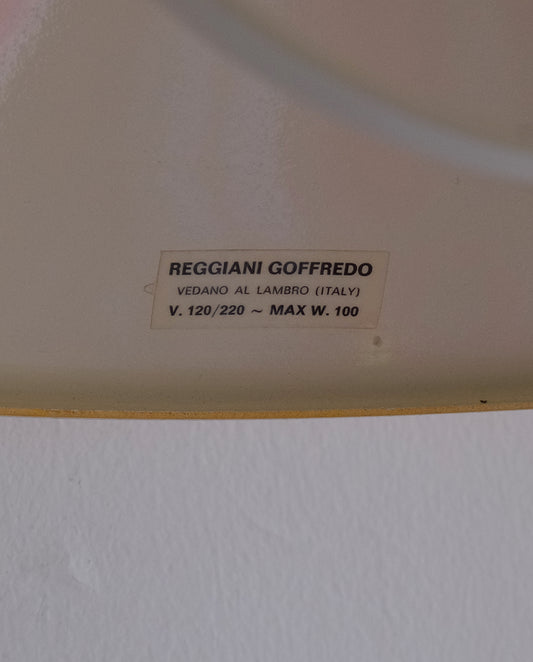 REGGIANI GOFFREDO
VEDANO AL LAMBRO (ITALY)
V. 120/220 ~ MAX W. 100